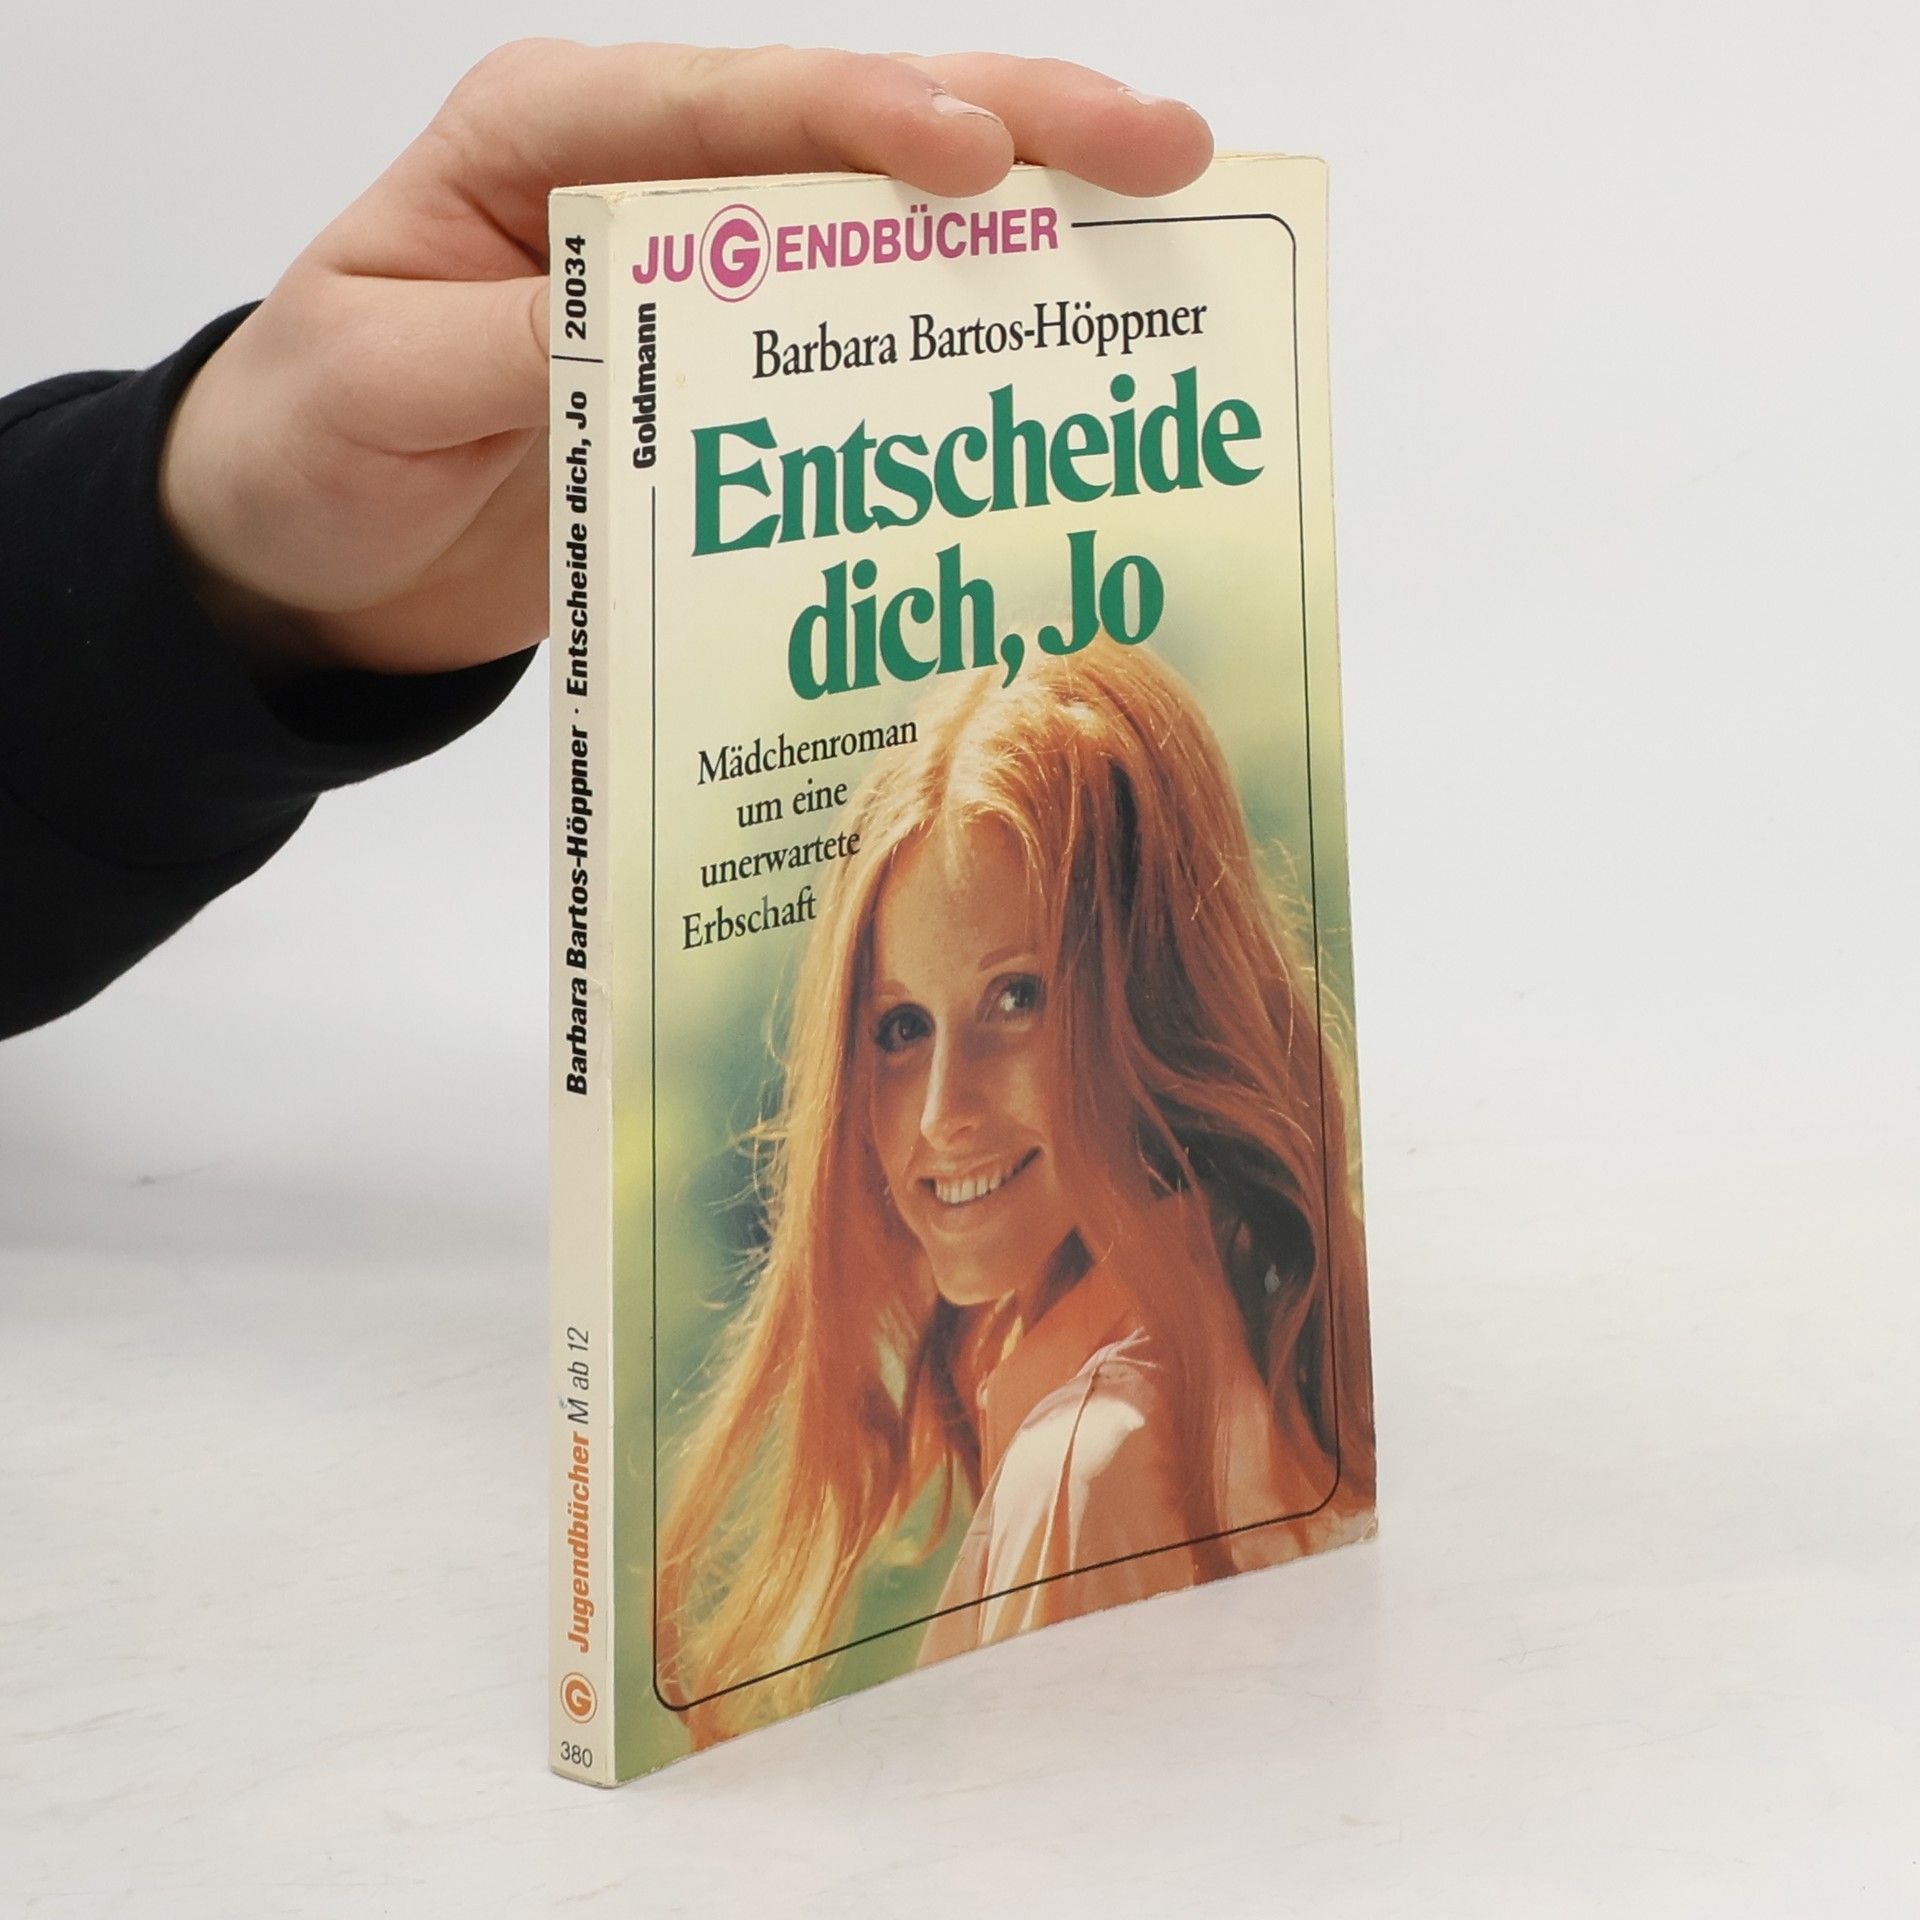 JUGENDBÜCHER
Goldmann
Barbara Bartos-Höppner
Entscheide
dich, Jo
Mädchenroman
um eine
unerwartete
Erbschaft
Barbara Bartos-Höppner · Entscheide dich, Jo | 20034
G Jugendbücher M ab 12
380